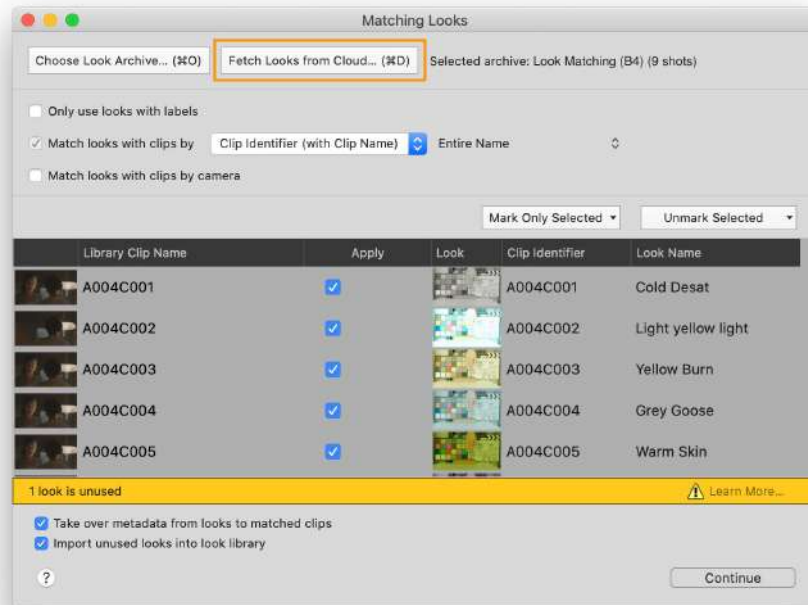 Matching Looks
Choose Look Archive... (⌘O) Fetch Looks from Cloud... (⌘D) Selected archive: Look Matching (B4) (9 shots)
Only use looks with labels
Match looks with clips by Clip Identifier (with Clip Name) Entire Name
Match looks with clips by camera
Mark Only Selected Unmark Selected
Library Clip Name Apply Look Clip Identifier Look Name
A004C001 A004C001 Cold Desat
A004C002 A004C002 Light yellow light
A004C003 A004C003 Yellow Burn
A004C004 A004C004 Grey Goose
A004C005 A004C005 Warm Skin
1 look is unused Learn More...
Take over metadata from looks to matched clips
Import unused looks into look library
? Continue